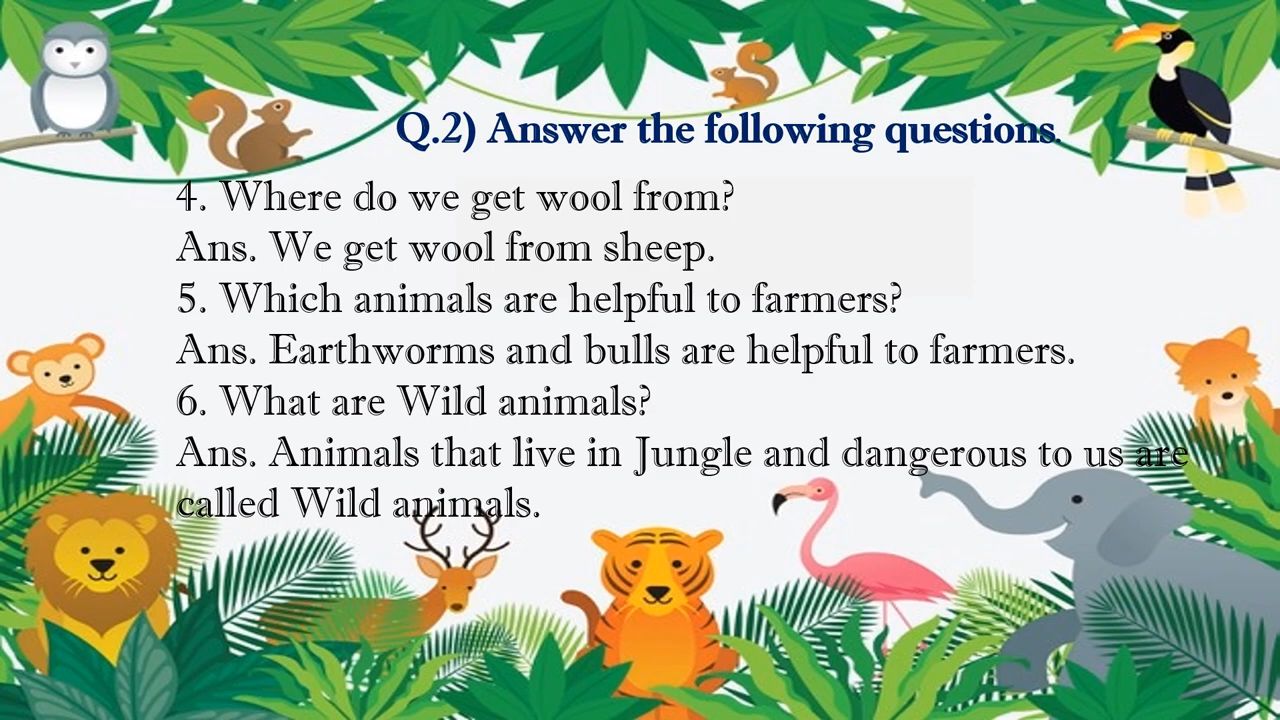 Q.2) Answer the following questions.
4. Where do we get wool from?
Ans. We get wool from sheep.
5. Which animals are helpful to farmers?
Ans. Earthworms and bulls are helpful to farmers.
6. What are Wild animals?
Ans. Animals that live in Jungle and dangerous to us are
called Wild animals.